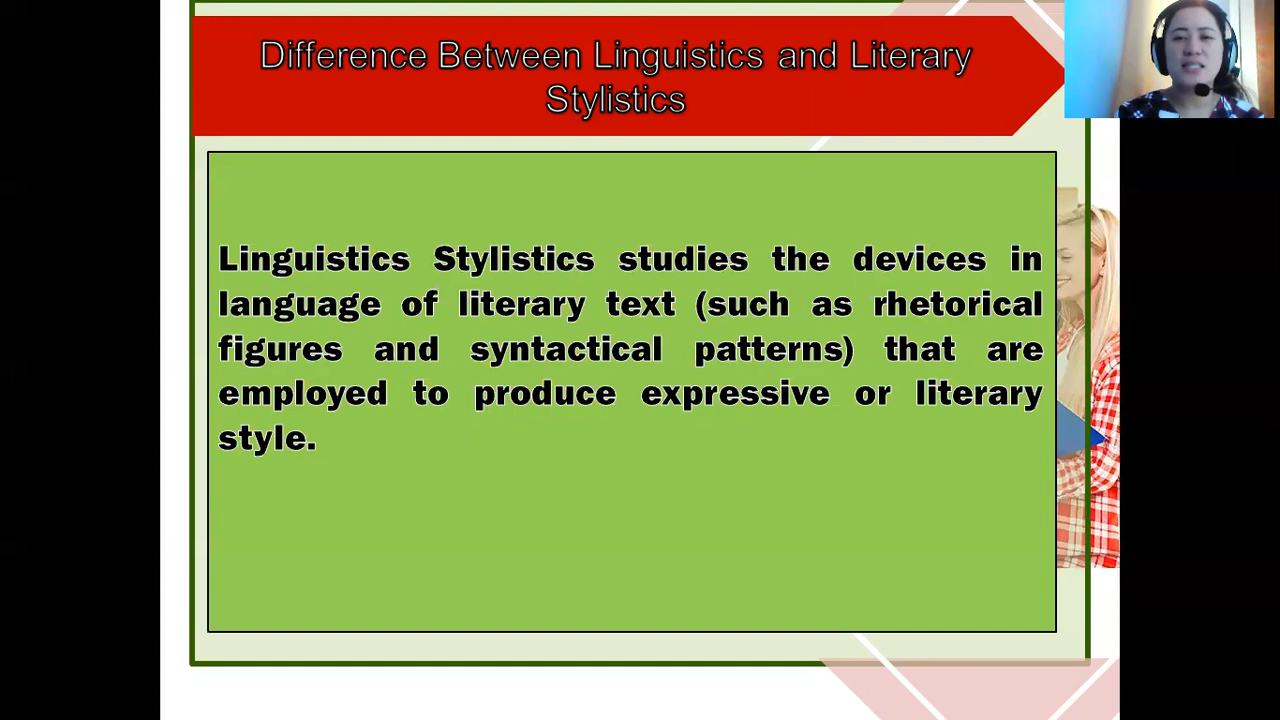 Difference Between Linguistics and Literary
Stylistics
Linguistics Stylistics studies the devices in
language of literary text (such as rhetorical
figures and syntactical patterns) that are
employed to produce expressive or literary
style.